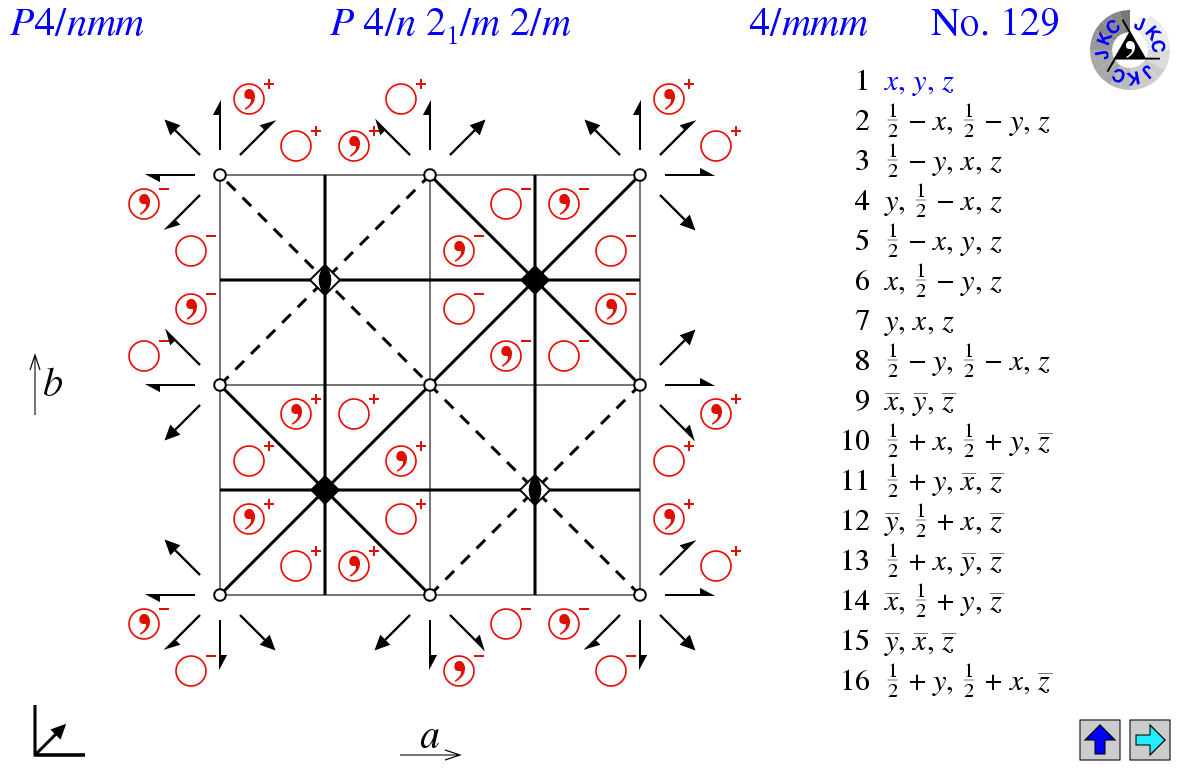 P4/nmm P 4/n 2₁/m 2/m 4/mmm No. 129
JKC JKC JKC
1 x, y, z
2 ½ − x, ½ − y, z
3 ½ − y, x, z
4 y, ½ − x, z
5 ½ − x, y, z
6 x, ½ − y, z
7 y, x, z
8 ½ − y, ½ − x, z
9 x̅, y̅, z̅
10 ½ + x, ½ + y, z̅
11 ½ + y, x̅, z̅
12 y̅, ½ + x, z̅
13 ½ + x, y̅, z̅
14 x̅, ½ + y, z̅
15 y̅, x̅, z̅
16 ½ + y, ½ + x, z̅
b
a